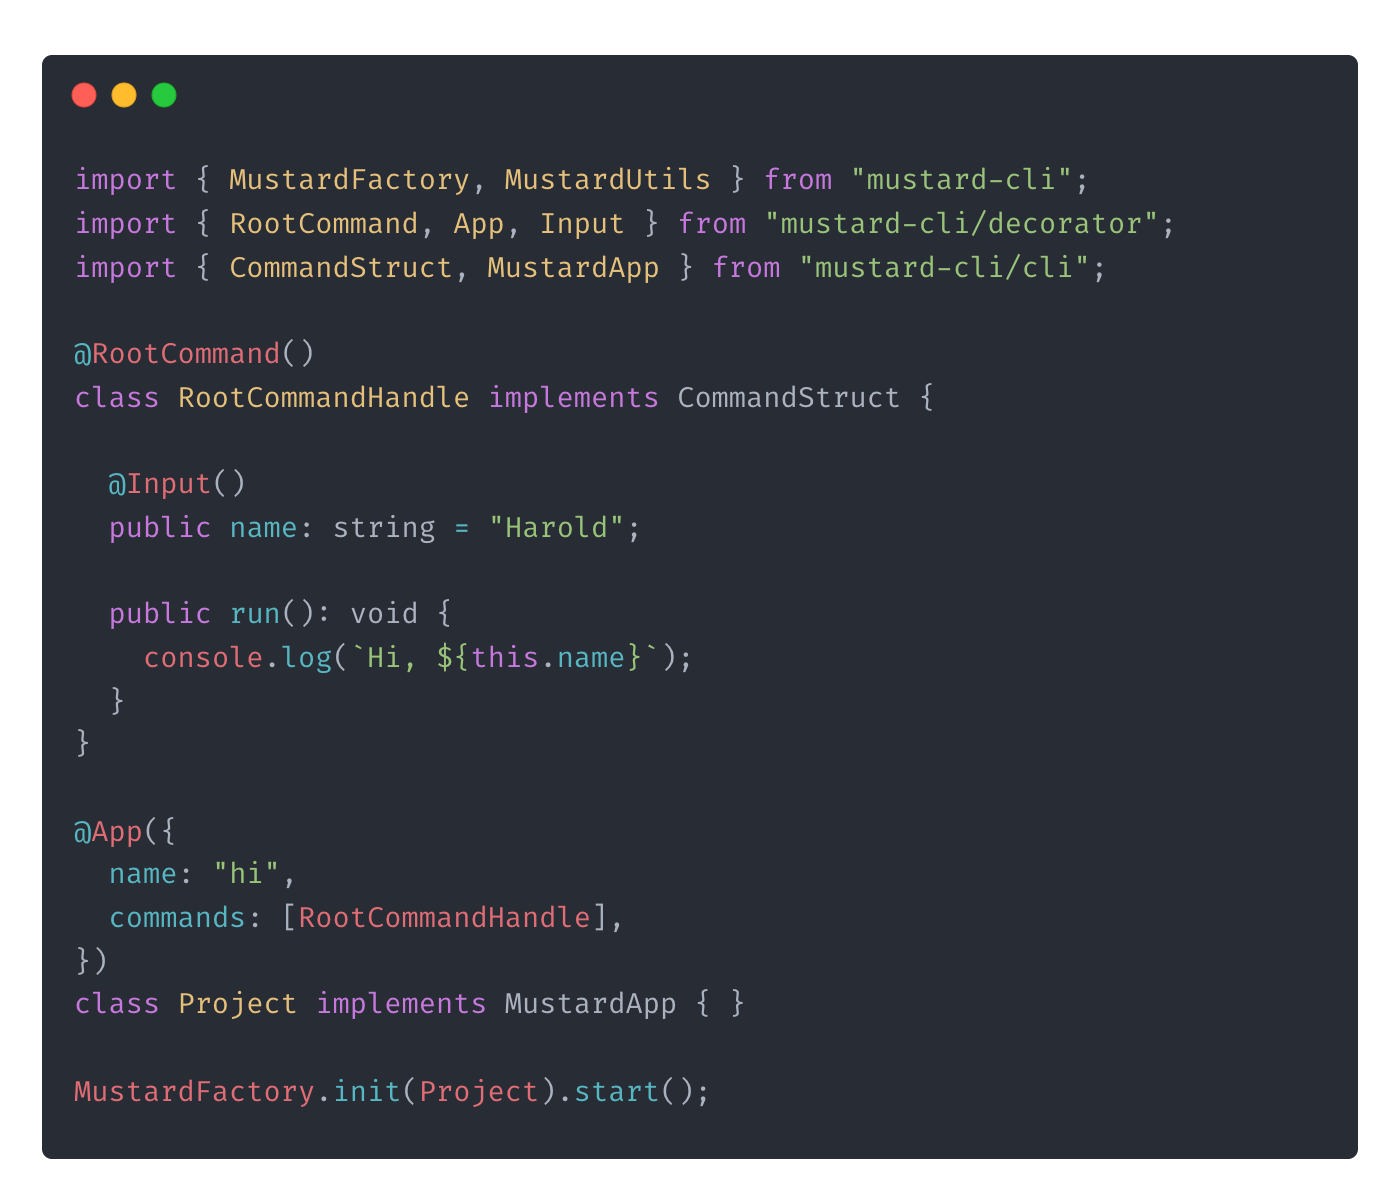 import { MustardFactory, MustardUtils } from "mustard-cli";
import { RootCommand, App, Input } from "mustard-cli/decorator";
import { CommandStruct, MustardApp } from "mustard-cli/cli";

@RootCommand()
class RootCommandHandle implements CommandStruct {

  @Input()
  public name: string = "Harold";

  public run(): void {
    console.log(`Hi, ${this.name}`);
  }
}

@App({
  name: "hi",
  commands: [RootCommandHandle],
})
class Project implements MustardApp { }

MustardFactory.init(Project).start();